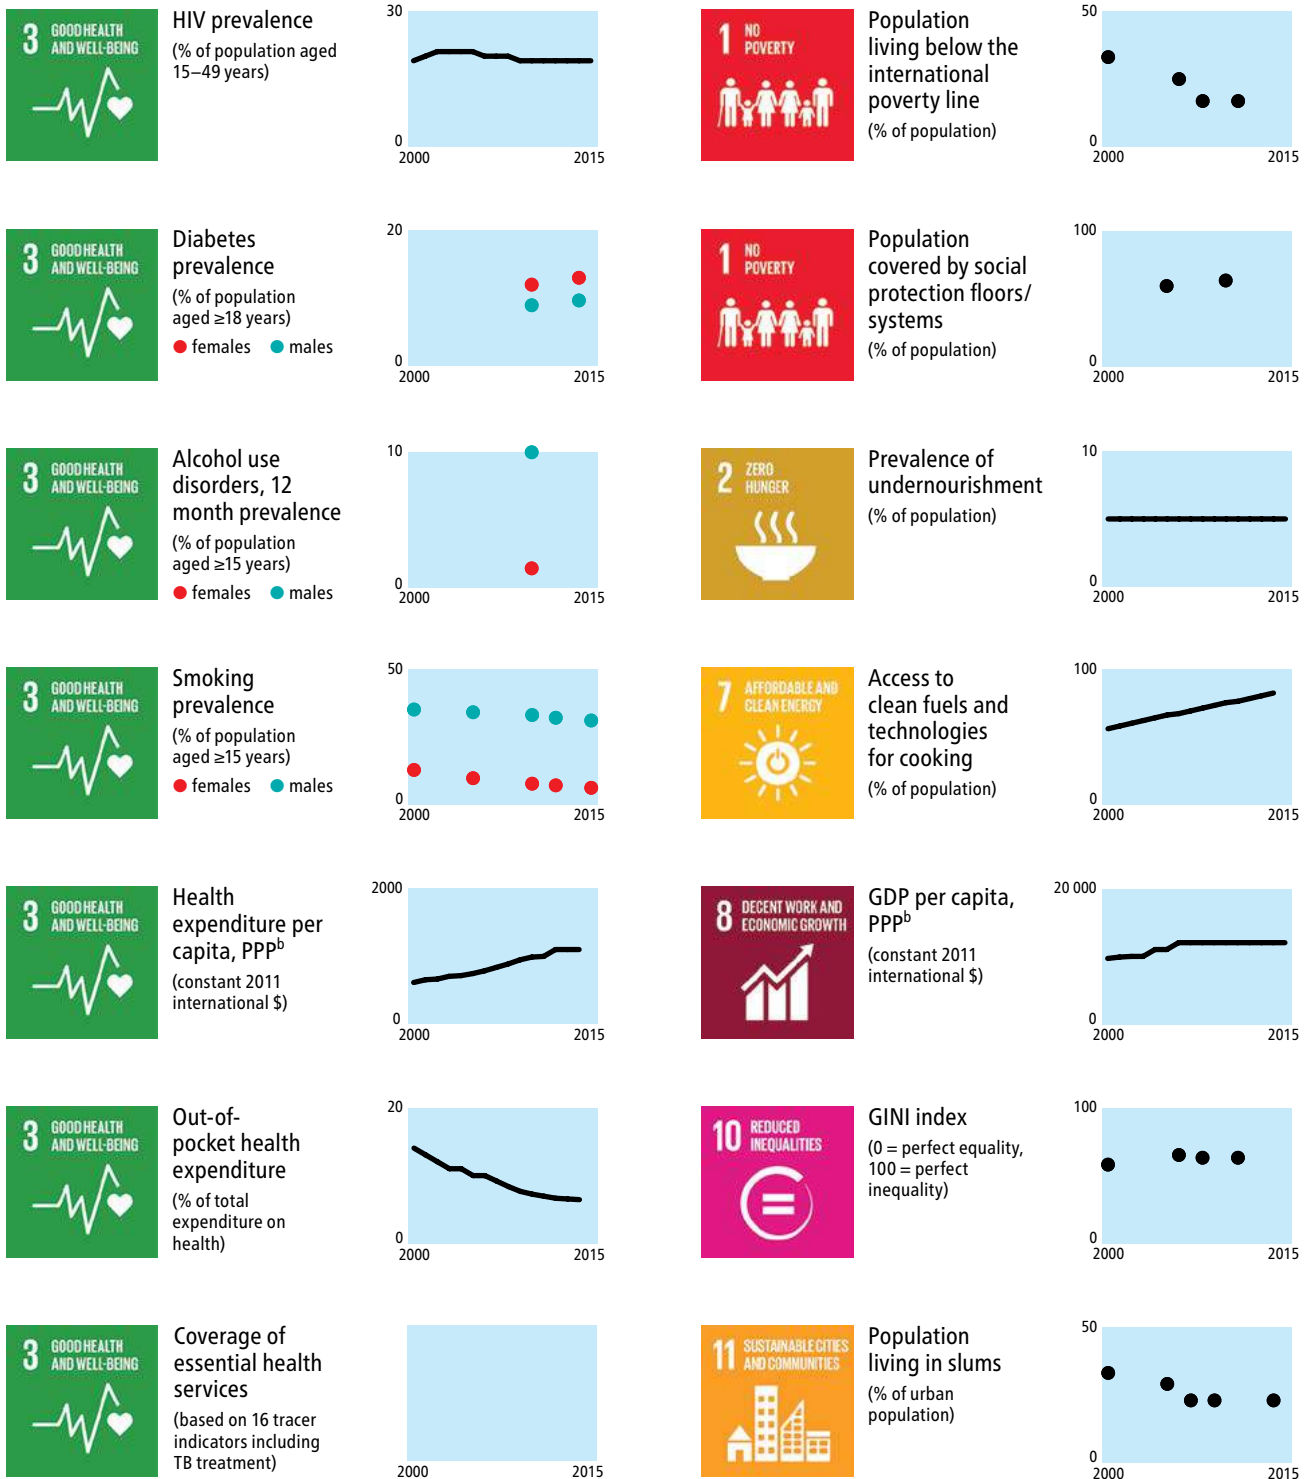 3 GOOD HEALTH
AND WELL-BEING
HIV prevalence
(% of population aged
15–49 years)
30
0
2000 2015
3 GOOD HEALTH
AND WELL-BEING
Diabetes
prevalence
(% of population
aged ≥18 years)
females males
20
0
2000 2015
3 GOOD HEALTH
AND WELL-BEING
Alcohol use
disorders, 12
month prevalence
(% of population
aged ≥15 years)
females males
10
0
2000 2015
3 GOOD HEALTH
AND WELL-BEING
Smoking
prevalence
(% of population
aged ≥15 years)
females males
50
0
2000 2015
3 GOOD HEALTH
AND WELL-BEING
Health
expenditure per
capita, PPPb
(constant 2011
international $)
2000
0
2000 2015
3 GOOD HEALTH
AND WELL-BEING
Out-of-
pocket health
expenditure
(% of total
expenditure on
health)
20
0
2000 2015
3 GOOD HEALTH
AND WELL-BEING
Coverage of
essential health
services
(based on 16 tracer
indicators including
TB treatment)
2000 2015
1 NO
POVERTY
Population
living below the
international
poverty line
(% of population)
50
0
2000 2015
1 NO
POVERTY
Population
covered by social
protection floors/
systems
(% of population)
100
0
2000 2015
2 ZERO
HUNGER
Prevalence of
undernourishment
(% of population)
10
0
2000 2015
7 AFFORDABLE AND
CLEAN ENERGY
Access to
clean fuels and
technologies
for cooking
(% of population)
100
0
2000 2015
8 DECENT WORK AND
ECONOMIC GROWTH
GDP per capita,
PPPb
(constant 2011
international $)
20 000
0
2000 2015
10 REDUCED
INEQUALITIES
GINI index
(0 = perfect equality,
100 = perfect
inequality)
100
0
2000 2015
11 SUSTAINABLE CITIES
AND COMMUNITIES
Population
living in slums
(% of urban
population)
50
0
2000 2015